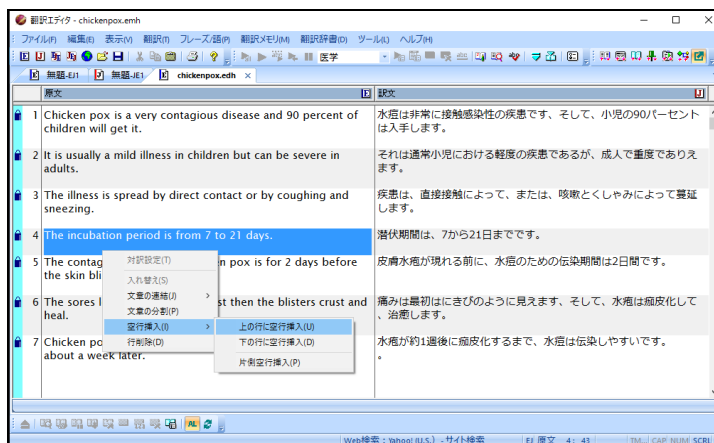 翻訳エディタ - chickenpox.emh
ファイル(F) 編集(E) 表示(V) 翻訳(T) フレーズ/語(P) 翻訳メモリ(M) 翻訳辞書(D) ツール(L) ヘルプ(H)
医学
無題-EJ1 無題-JE1 chickenpox.edh ×
原文 E 訳文 J
1 Chicken pox is a very contagious disease and 90 percent of
children will get it.
水痘は非常に接触感染性の疾患です、そして、小児の90パーセント
は入手します。
2 It is usually a mild illness in children but can be severe in
adults.
それは通常小児における軽度の疾患であるが、成人で重度でありえ
ます。
3 The illness is spread by direct contact or by coughing and
sneezing.
疾患は、直接接触によって、または、咳嗽とくしゃみによって蔓延
します。
4 The incubation period is from 7 to 21 days.
潜伏期間は、7から21日までです。
5 The contag en pox is for 2 days before
the skin bli
皮膚水疱が現れる前に、水痘のための伝染期間は2日間です。
6 The sores l st then the blisters crust and
heal.
痛みは最初はにきびのように見えます、そして、水疱は痂皮化して
、治癒します。
7 Chicken po
about a week later.
水疱が約1週後に痂皮化するまで、水痘は伝染しやすいです。
。
対訳設定(T)
入れ替え(S)
文章の連結(J)
文章の分割(P)
空行挿入(I)
行削除(D)
上の行に空行挿入(U)
下の行に空行挿入(D)
片側空行挿入(P)
AL
Web検索：Yahoo! (U.S.) - サイト検索 EJ 原文 4: 43 TM, CAP NUM SCRL